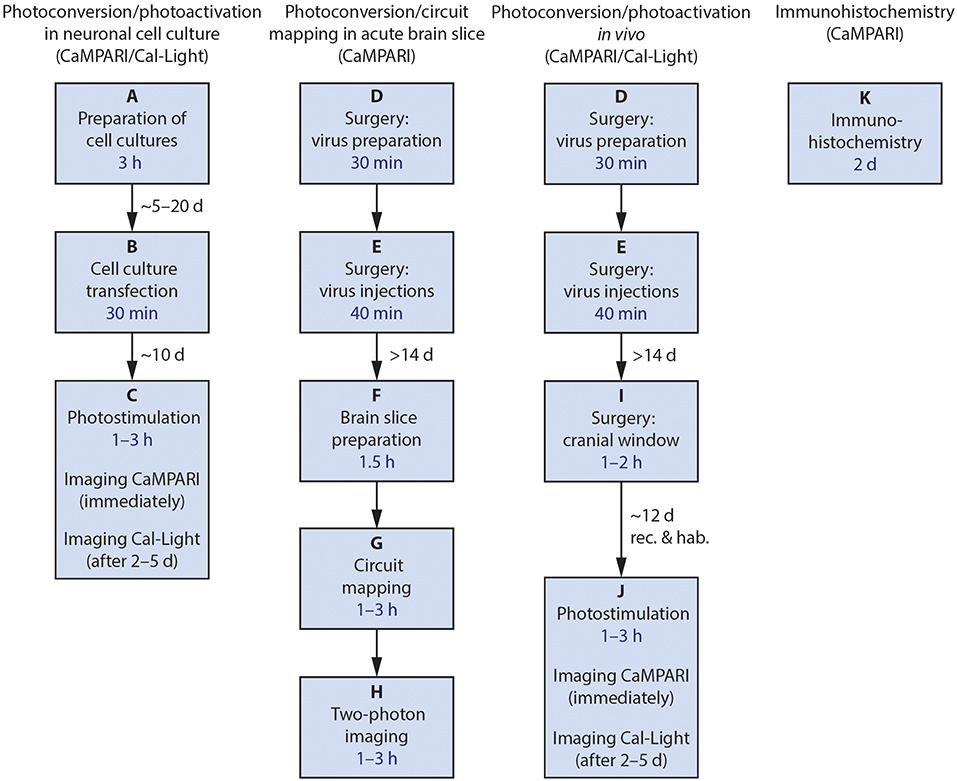 Photoconversion/photoactivation
in neuronal cell culture
(CaMPARI/Cal-Light)
A
Preparation of
cell cultures
3 h
~5–20 d
B
Cell culture
transfection
30 min
~10 d
C
Photostimulation
1–3 h
Imaging CaMPARI
(immediately)
Imaging Cal-Light
(after 2–5 d)
Photoconversion/circuit
mapping in acute brain slice
(CaMPARI)
D
Surgery:
virus preparation
30 min
E
Surgery:
virus injections
40 min
>14 d
F
Brain slice
preparation
1.5 h
G
Circuit
mapping
1–3 h
H
Two-photon
imaging
1–3 h
Photoconversion/photoactivation
in vivo
(CaMPARI/Cal-Light)
D
Surgery:
virus preparation
30 min
E
Surgery:
virus injections
40 min
>14 d
I
Surgery:
cranial window
1–2 h
~12 d
rec. & hab.
J
Photostimulation
1–3 h
Imaging CaMPARI
(immediately)
Imaging Cal-Light
(after 2–5 d)
Immunohistochemistry
(CaMPARI)
K
Immuno-
histochemistry
2 d